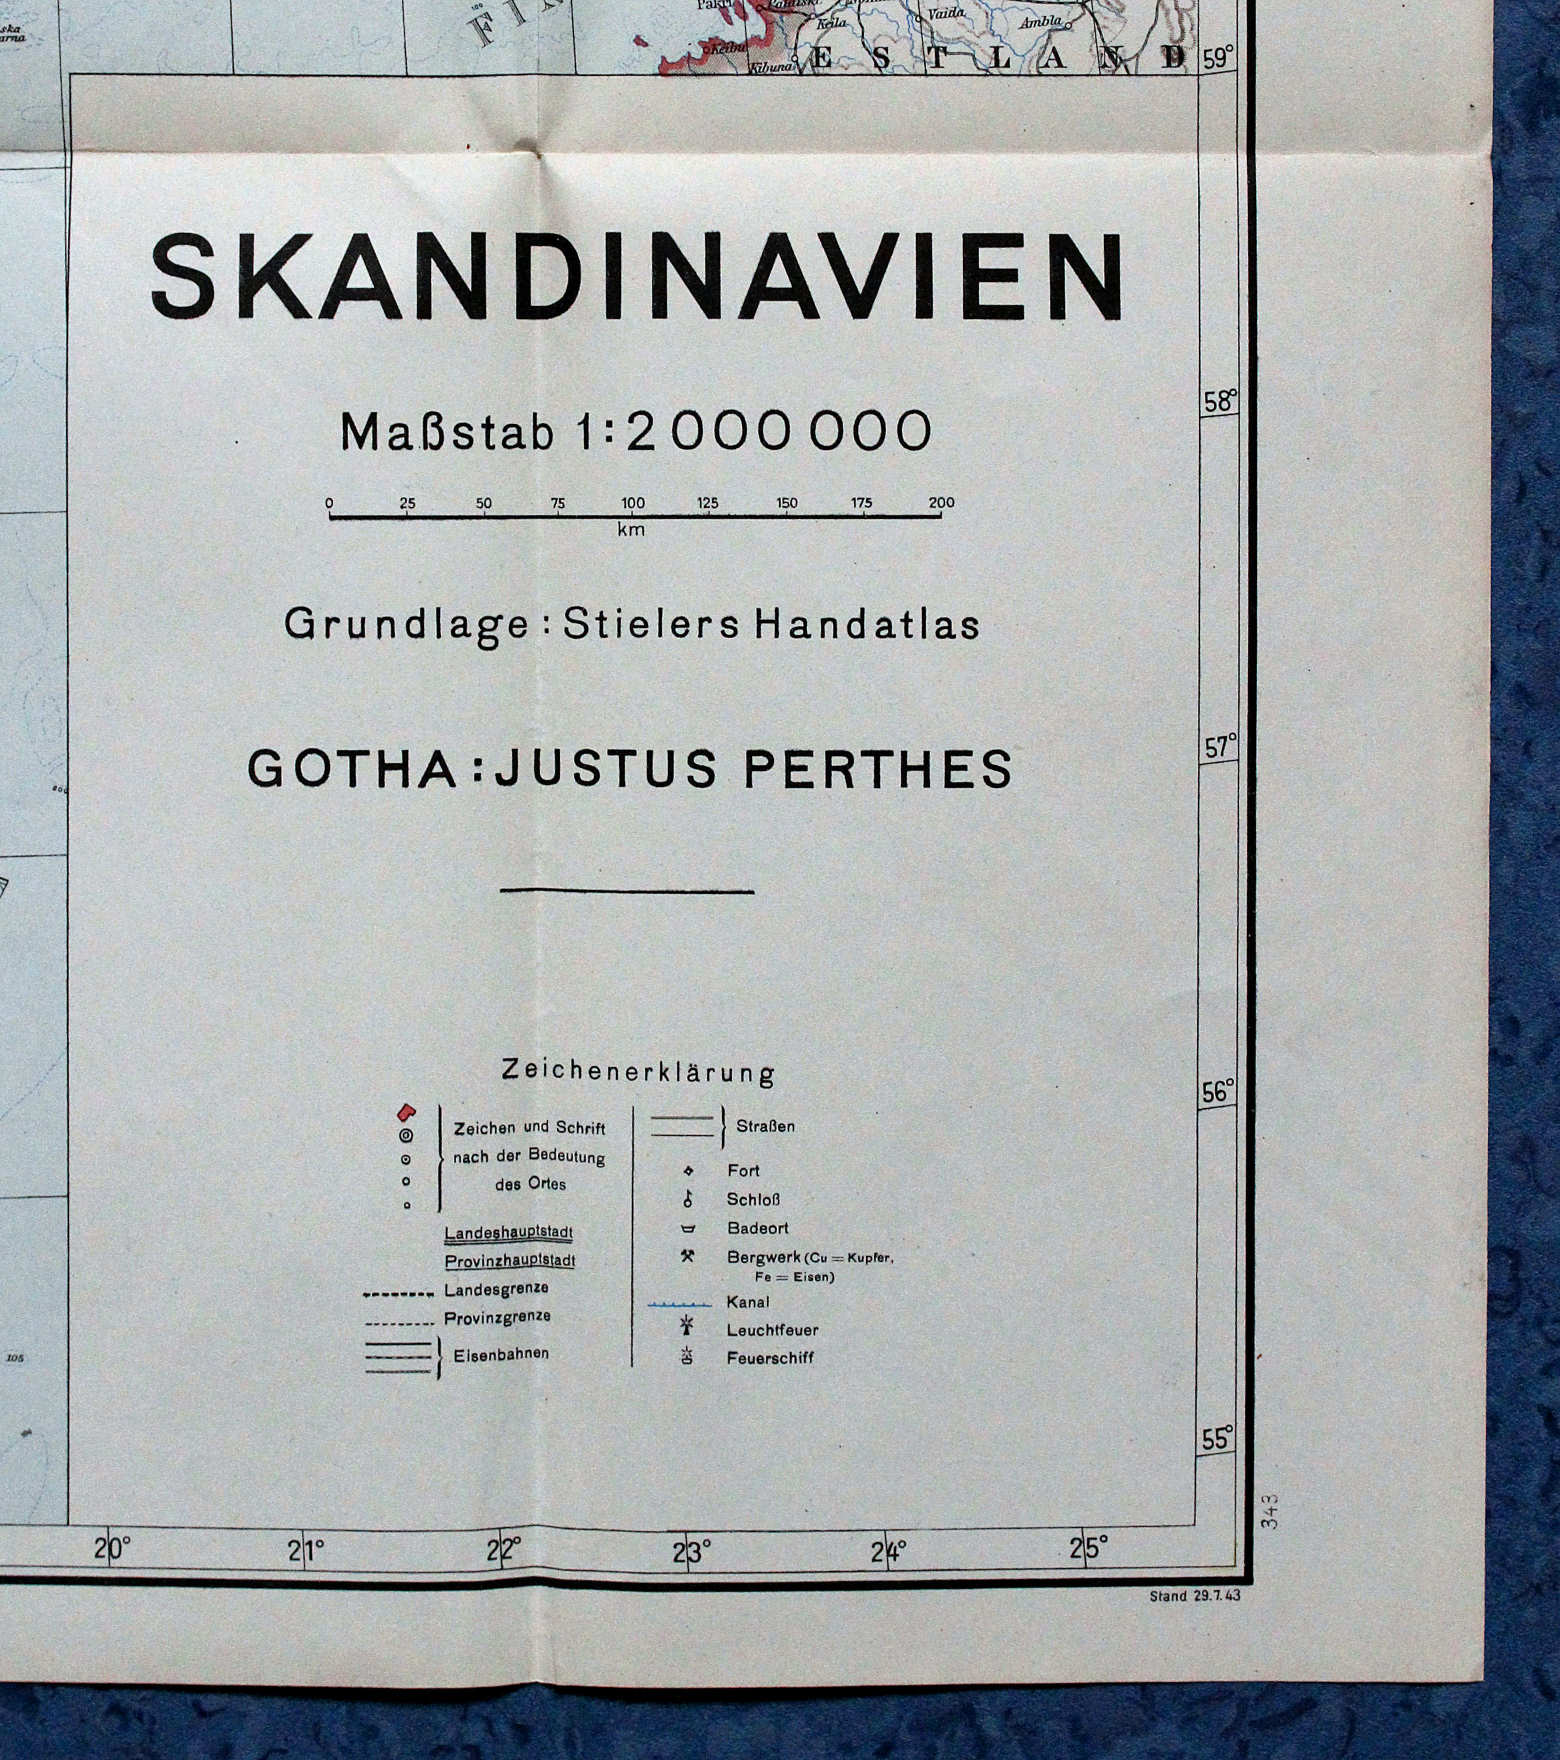 Keila
Vaida
Ambla
Keibu
Kibuna
ESTLAND
59°
SKANDINAVIEN
Maßstab 1:2 000 000
0 25 50 75 100 125 150 175 200
km
Grundlage: Stielers Handatlas
GOTHA: JUSTUS PERTHES
Zeichenerklärung
Zeichen und Schrift
nach der Bedeutung
des Ortes
Landeshauptstadt
Provinzhauptstadt
Landesgrenze
Provinzgrenze
Eisenbahnen
Straßen
Fort
Schloß
Badeort
Bergwerk (Cu = Kupfer,
Fe = Eisen)
Kanal
Leuchtfeuer
Feuerschiff
58°
57°
56°
55°
105
20° 21° 22° 23° 24° 25°
343
Stand 29.7.43